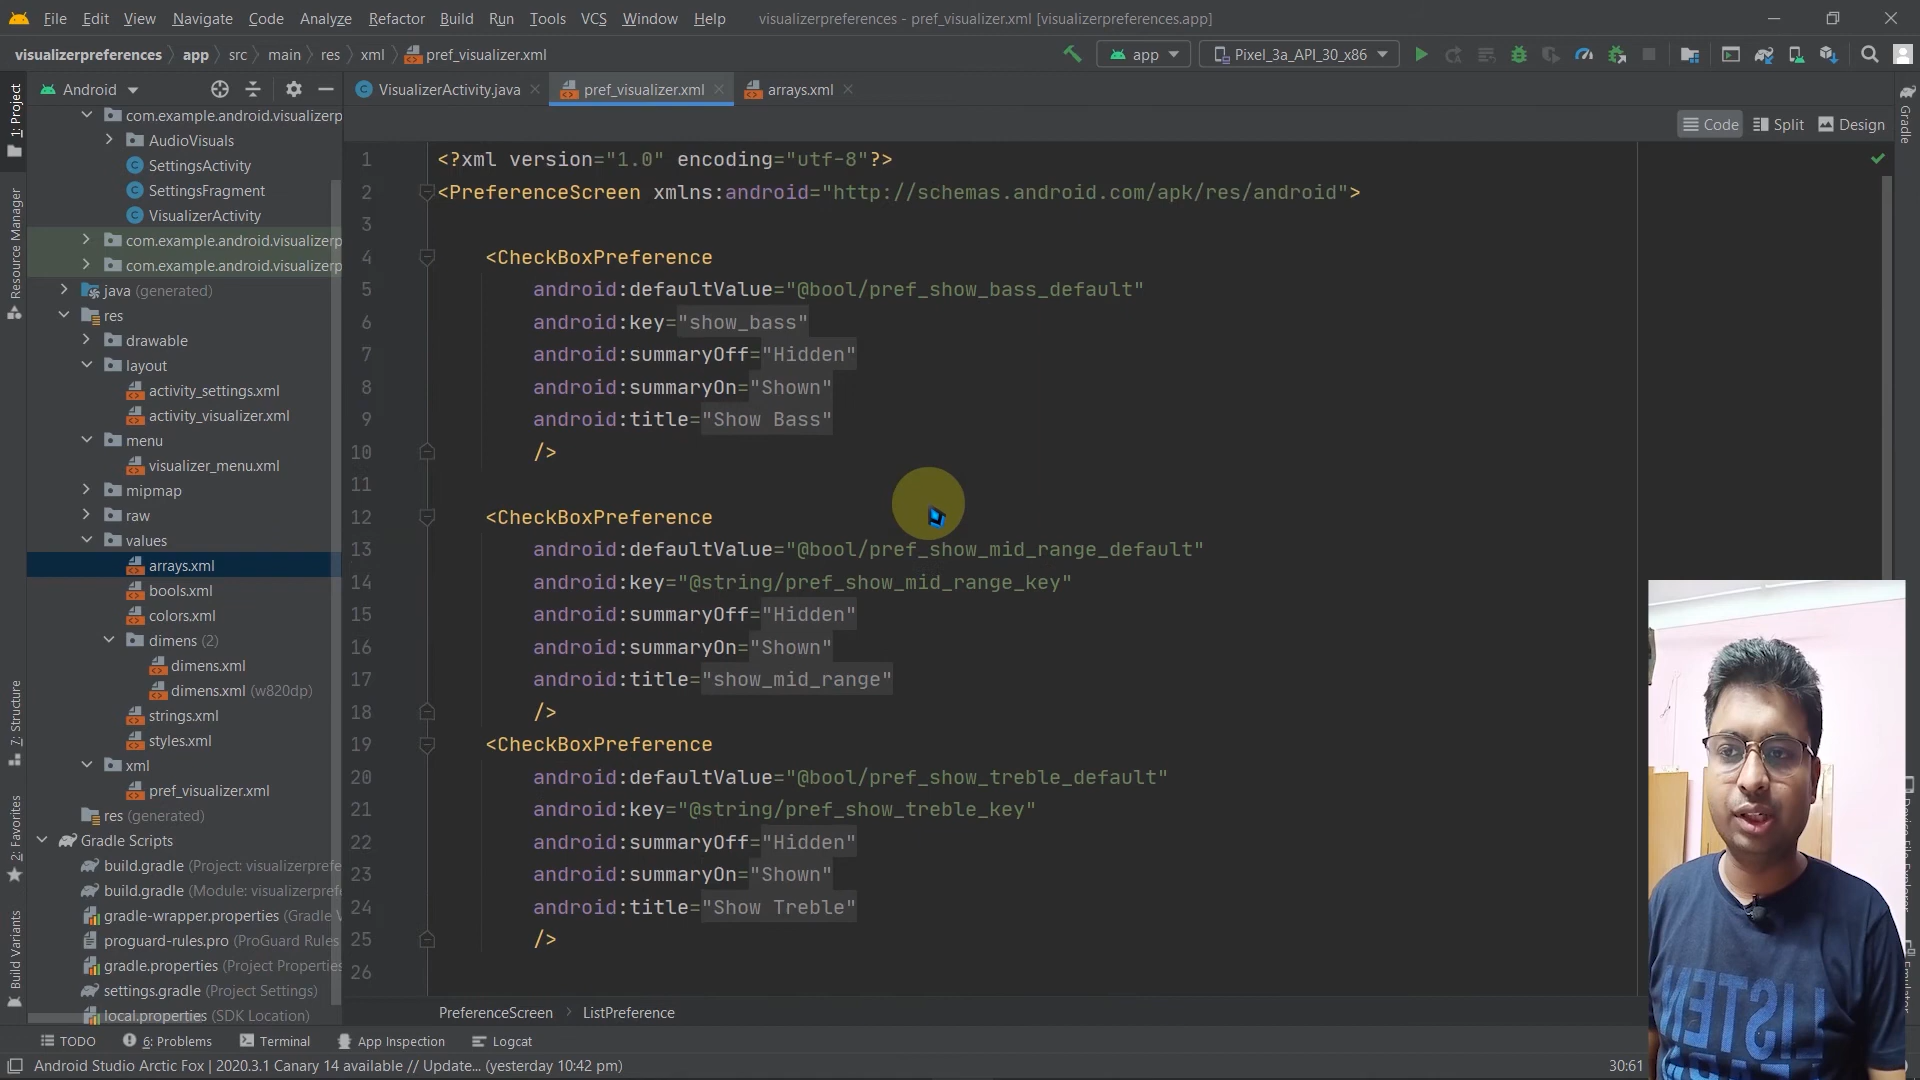 File Edit View Navigate Code Analyze Refactor Build Run Tools VCS Window Help visualizerpreferences - pref_visualizer.xml [visualizerpreferences.app]
visualizerpreferences app src main res xml pref_visualizer.xml app Pixel_3a_API_30_x86
Android
VisualizerActivity.java pref_visualizer.xml arrays.xml
Code Split Design
1: Project
Resource Manager
7: Structure
2: Favorites
Build Variants
Gradle
com.example.android.visualizerp
AudioVisuals
SettingsActivity
SettingsFragment
VisualizerActivity
com.example.android.visualizerp
com.example.android.visualizerp
java (generated)
res
drawable
layout
activity_settings.xml
activity_visualizer.xml
menu
visualizer_menu.xml
mipmap
raw
values
arrays.xml
bools.xml
colors.xml
dimens (2)
dimens.xml
dimens.xml (w820dp)
strings.xml
styles.xml
xml
pref_visualizer.xml
res (generated)
Gradle Scripts
build.gradle (Project: visualizerprefe
build.gradle (Module: visualizerpref
gradle-wrapper.properties (Gradle V
proguard-rules.pro (ProGuard Rules
gradle.properties (Project Properties
settings.gradle (Project Settings)
local.properties (SDK Location)
1 <?xml version="1.0" encoding="utf-8"?>
2 <PreferenceScreen xmlns:android="http://schemas.android.com/apk/res/android">
3
4 <CheckBoxPreference
5 android:defaultValue="@bool/pref_show_bass_default"
6 android:key="show_bass"
7 android:summaryOff="Hidden"
8 android:summaryOn="Shown"
9 android:title="Show Bass"
10 />
11
12 <CheckBoxPreference
13 android:defaultValue="@bool/pref_show_mid_range_default"
14 android:key="@string/pref_show_mid_range_key"
15 android:summaryOff="Hidden"
16 android:summaryOn="Shown"
17 android:title="show_mid_range"
18 />
19 <CheckBoxPreference
20 android:defaultValue="@bool/pref_show_treble_default"
21 android:key="@string/pref_show_treble_key"
22 android:summaryOff="Hidden"
23 android:summaryOn="Shown"
24 android:title="Show Treble"
25 />
26
PreferenceScreen ListPreference
TODO 6: Problems Terminal App Inspection Logcat
Android Studio Arctic Fox | 2020.3.1 Canary 14 available // Update... (yesterday 10:42 pm) 30:61
LISTEN